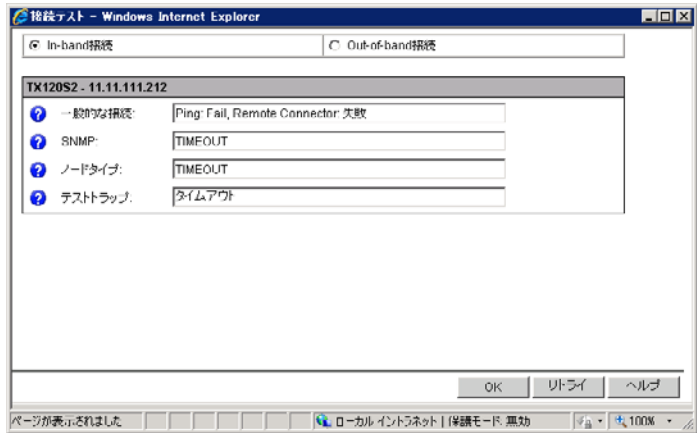 接続テスト - Windows Internet Explorer
In-band接続 Out-of-band接続
TX120S2 - 11.11.111.212
一般的な接続: Ping: Fail, Remote Connector: 失敗
SNMP: TIMEOUT
ノードタイプ: TIMEOUT
テストトラップ: タイムアウト
OK リトライ ヘルプ
ページが表示されました ローカル イントラネット | 保護モード: 無効 100%